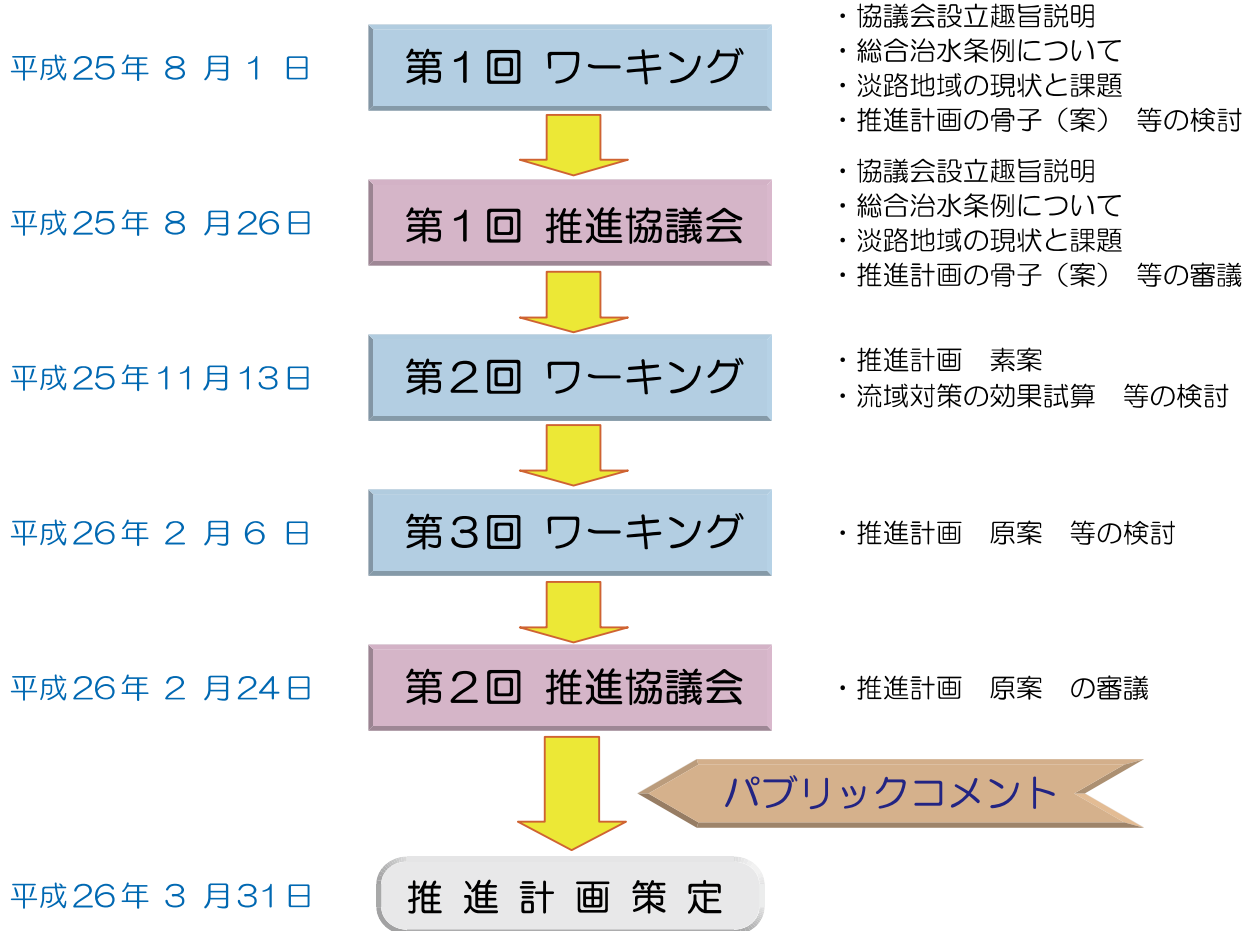 平成25年 8 月 1 日
第1回 ワーキング
・協議会設立趣旨説明
・総合治水条例について
・淡路地域の現状と課題
・推進計画の骨子（案） 等の検討
平成25年 8 月26日
第1回 推進協議会
・協議会設立趣旨説明
・総合治水条例について
・淡路地域の現状と課題
・推進計画の骨子（案） 等の審議
平成25年11月13日
第2回 ワーキング
・推進計画 素案
・流域対策の効果試算 等の検討
平成26年 2 月 6 日
第3回 ワーキング
・推進計画 原案 等の検討
平成26年 2 月24日
第2回 推進協議会
・推進計画 原案 の審議
パブリックコメント
平成26年 3 月31日
推 進 計 画 策 定